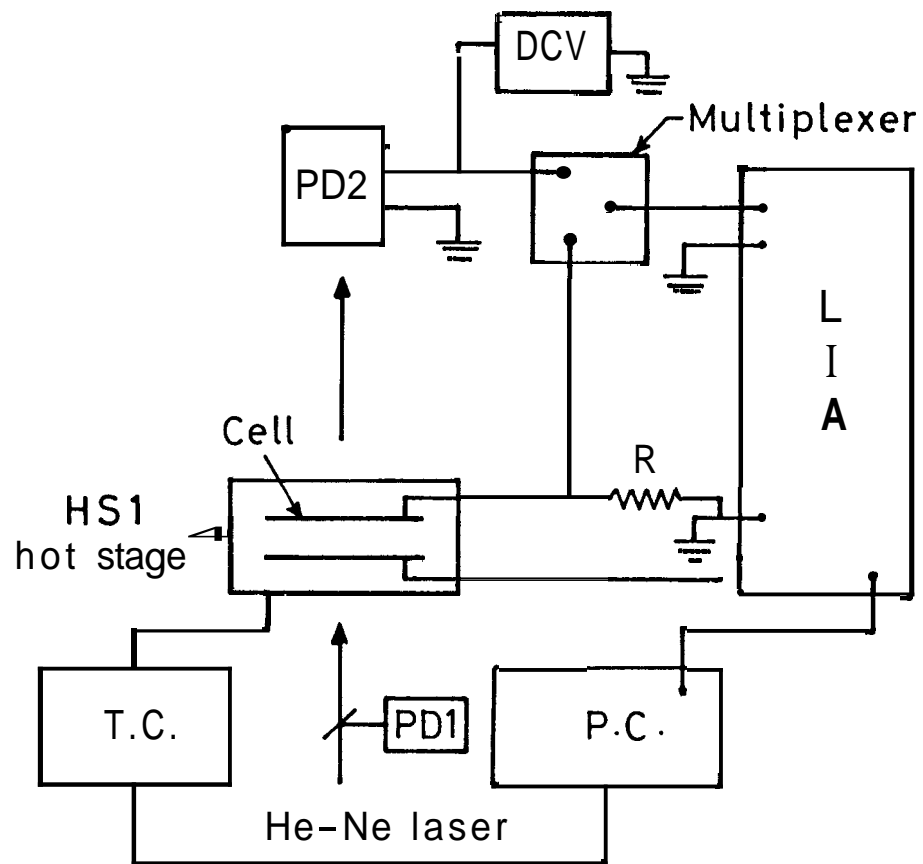 DCV
Multiplexer
PD2
L
I
A
Cell
R
HS1
hot stage
T.C.
PD1
P.C.
He-Ne laser